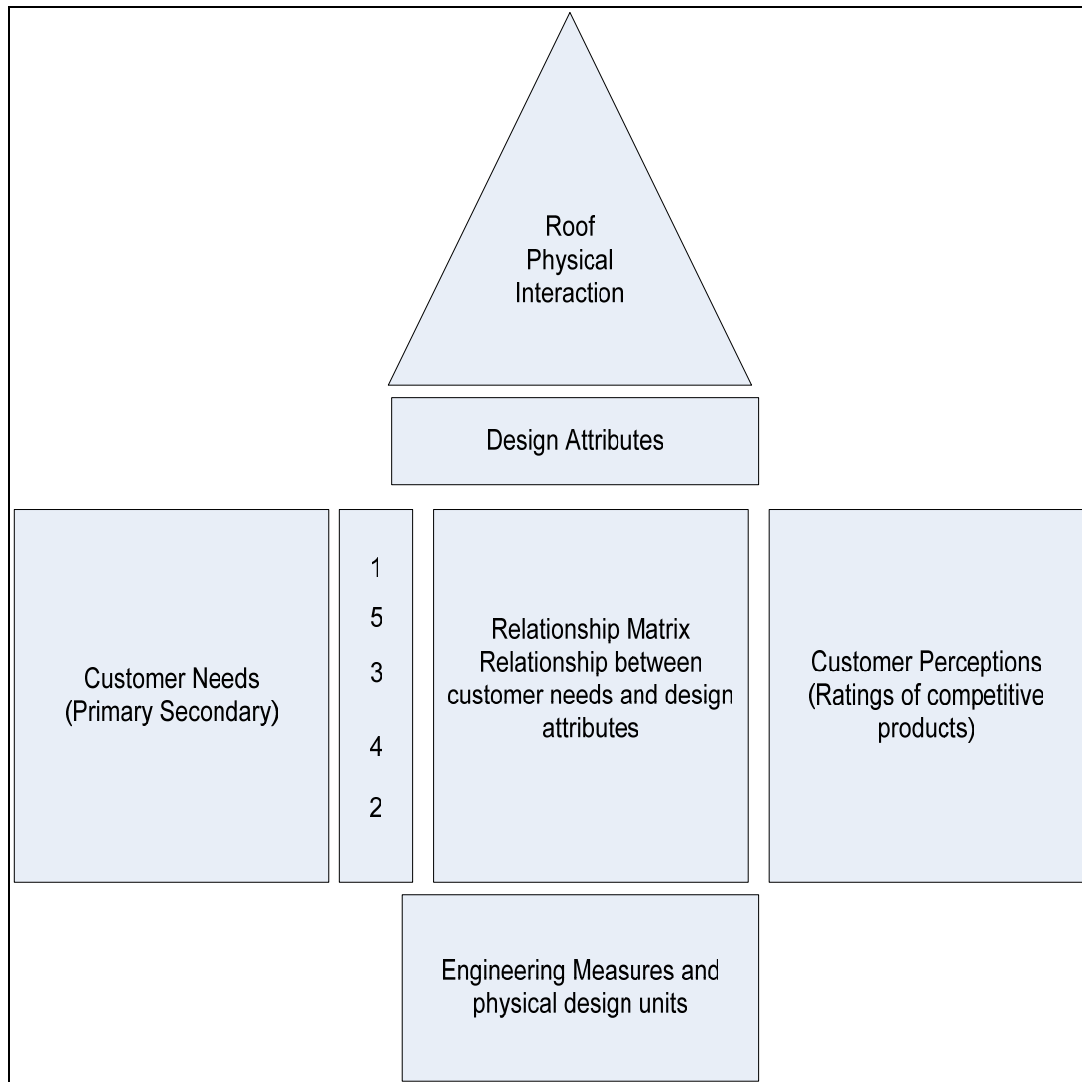 Roof
Physical
Interaction
Design Attributes
Customer Needs
(Primary Secondary)
1
5
3
4
2
Relationship Matrix
Relationship between
customer needs and design
attributes
Customer Perceptions
(Ratings of competitive
products)
Engineering Measures and
physical design units